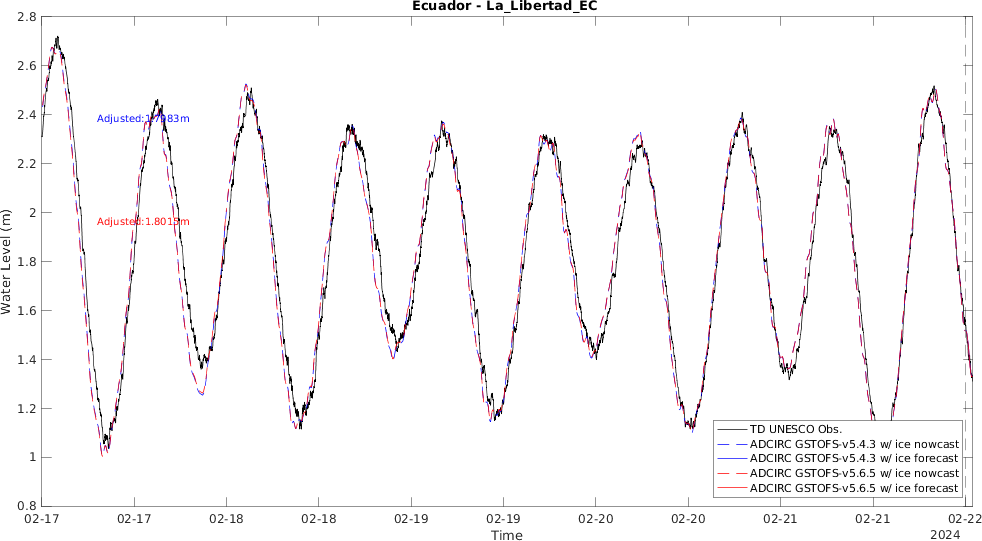 Ecuador - La_Libertad_EC
2.8
2.6
2.4
2.2
2
1.8
1.6
1.4
1.2
1
0.8
Water Level (m)
Adjusted:1.7983m
Adjusted:1.8015m
TD UNESCO Obs.
ADCIRC GSTOFS-v5.4.3 w/ ice nowcast
ADCIRC GSTOFS-v5.4.3 w/ ice forecast
ADCIRC GSTOFS-v5.6.5 w/ ice nowcast
ADCIRC GSTOFS-v5.6.5 w/ ice forecast
02-17 02-17 02-18 02-18 02-19 02-19 02-20 02-20 02-21 02-21 02-22
Time
2024